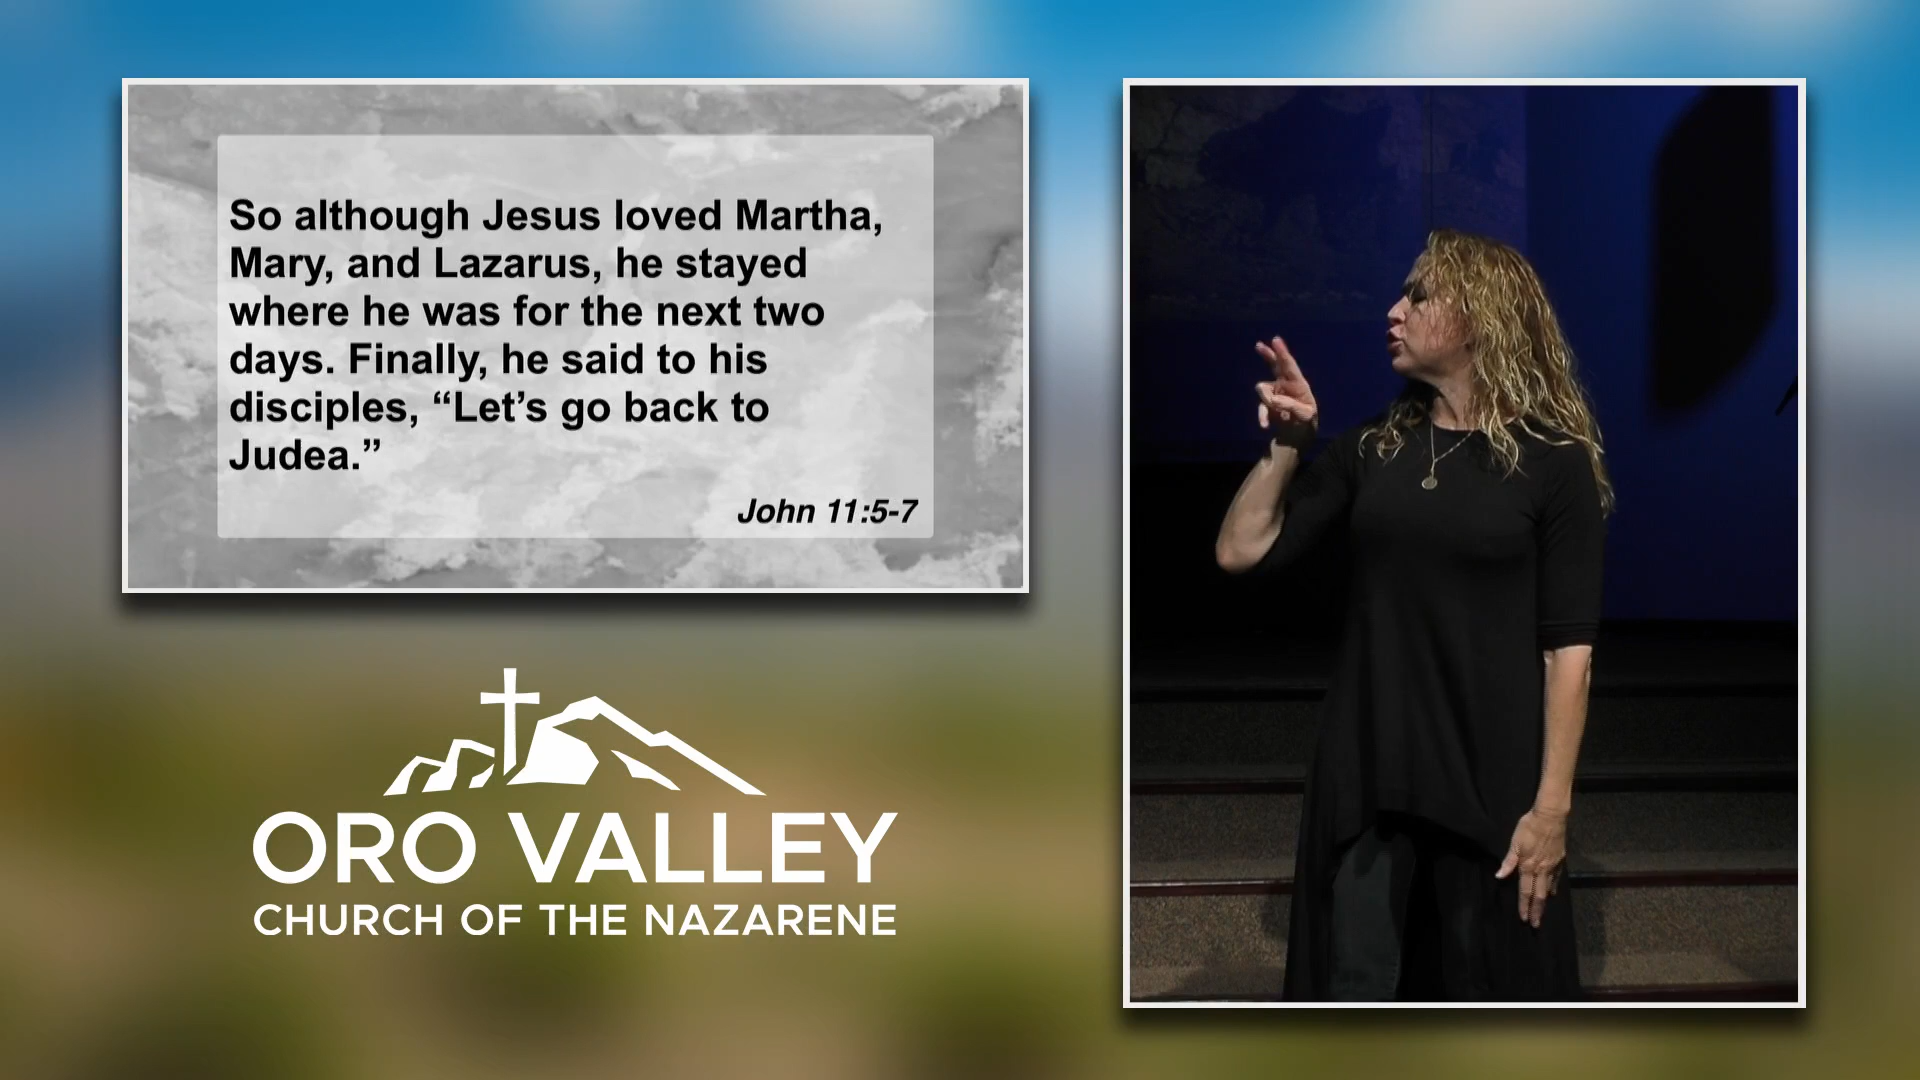 So although Jesus loved Martha,
Mary, and Lazarus, he stayed
where he was for the next two
days. Finally, he said to his
disciples, “Let’s go back to
Judea.”
John 11:5-7
ORO VALLEY
CHURCH OF THE NAZARENE